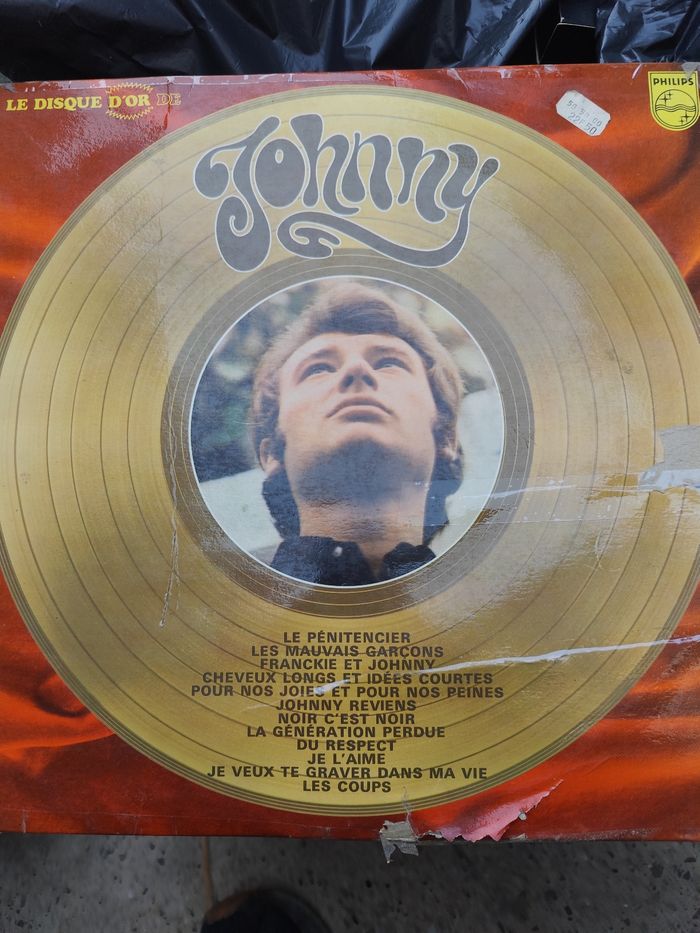 LE DISQUE D'OR DE
PHILIPS
22F50
Johnny
LE PÉNITENCIER
LES MAUVAIS GARÇONS
FRANCKIE ET JOHNNY
CHEVEUX LONGS ET IDÉES COURTES
POUR NOS JOIES ET POUR NOS PEINES
JOHNNY REVIENS
NOIR C'EST NOIR
LA GÉNÉRATION PERDUE
DU RESPECT
JE L'AIME
JE VEUX TE GRAVER DANS MA VIE
LES COUPS